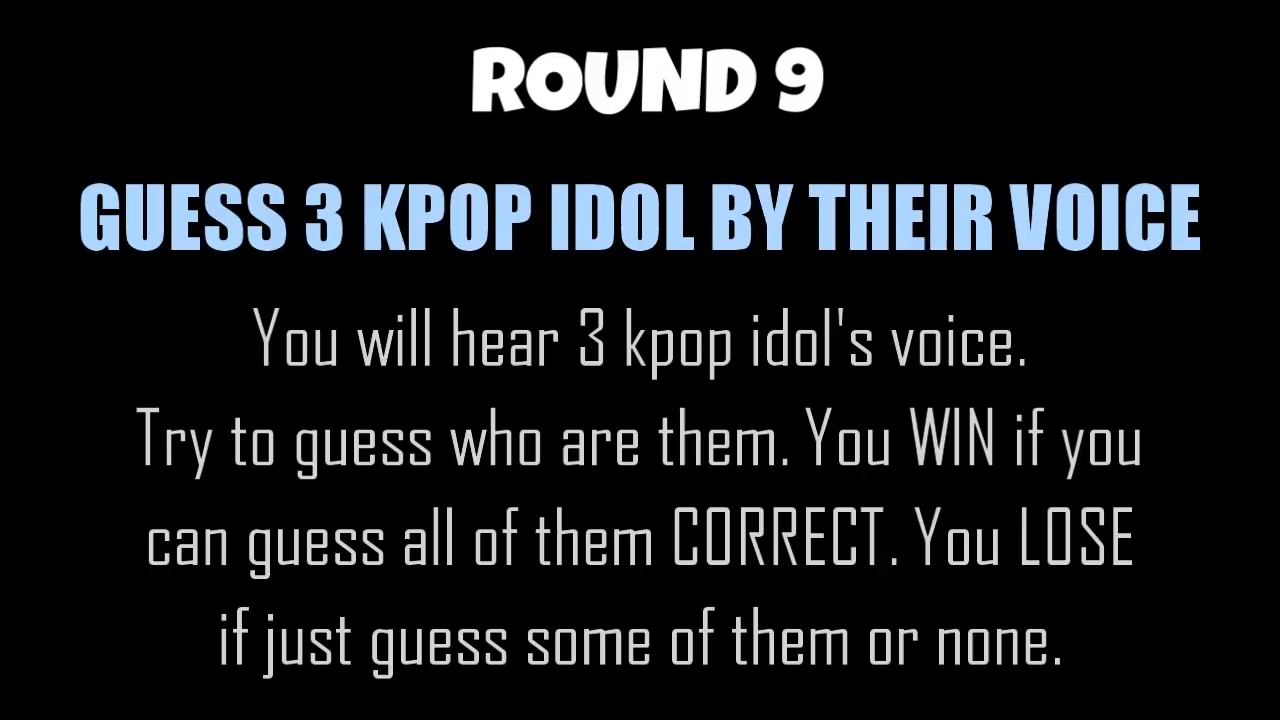 ROUND 9
GUESS 3 KPOP IDOL BY THEIR VOICE
You will hear 3 kpop idol's voice.
Try to guess who are them. You WIN if you
can guess all of them CORRECT. You LOSE
if just guess some of them or none.